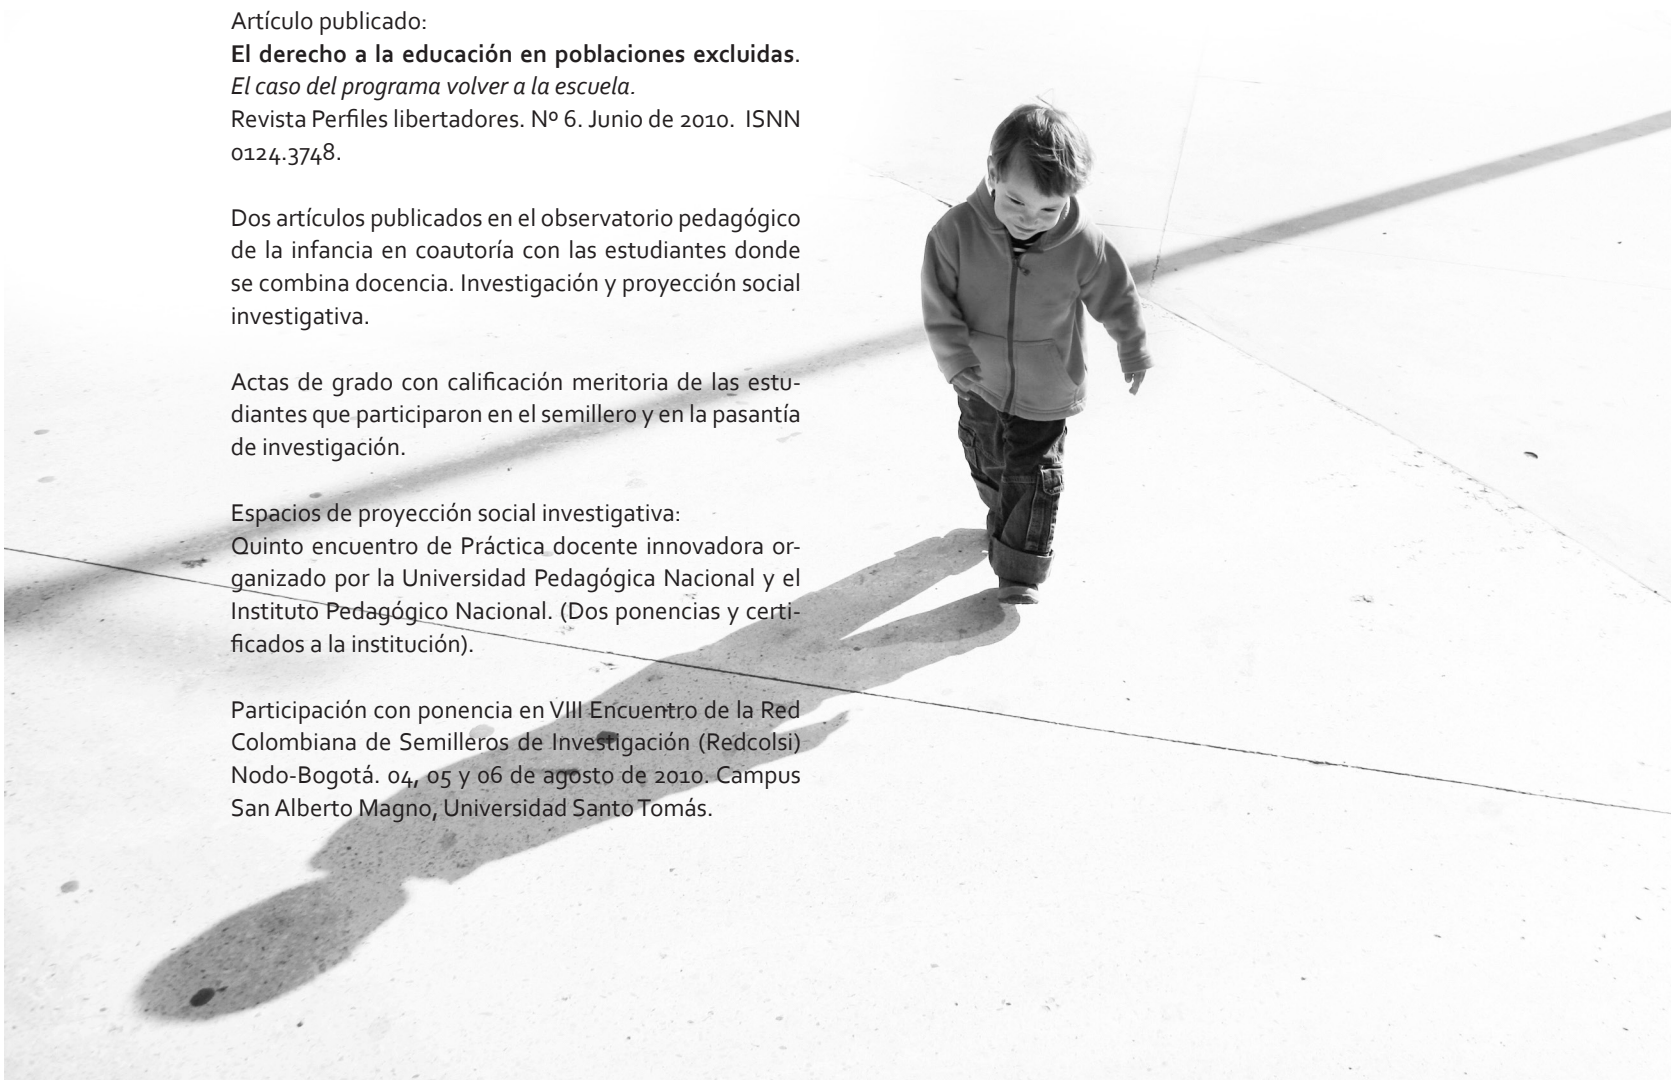 Artículo publicado:
El derecho a la educación en poblaciones excluidas.
El caso del programa volver a la escuela.
Revista Perfiles libertadores. Nº 6. Junio de 2010. ISNN
0124.3748.
Dos artículos publicados en el observatorio pedagógico
de la infancia en coautoría con las estudiantes donde
se combina docencia. Investigación y proyección social
investigativa.
Actas de grado con calificación meritoria de las estu-
diantes que participaron en el semillero y en la pasantía
de investigación.
Espacios de proyección social investigativa:
Quinto encuentro de Práctica docente innovadora or-
ganizado por la Universidad Pedagógica Nacional y el
Instituto Pedagógico Nacional. (Dos ponencias y certi-
ficados a la institución).
Participación con ponencia en VIII Encuentro de la Red
Colombiana de Semilleros de Investigación (Redcolsi)
Nodo-Bogotá. 04, 05 y 06 de agosto de 2010. Campus
San Alberto Magno, Universidad Santo Tomás.